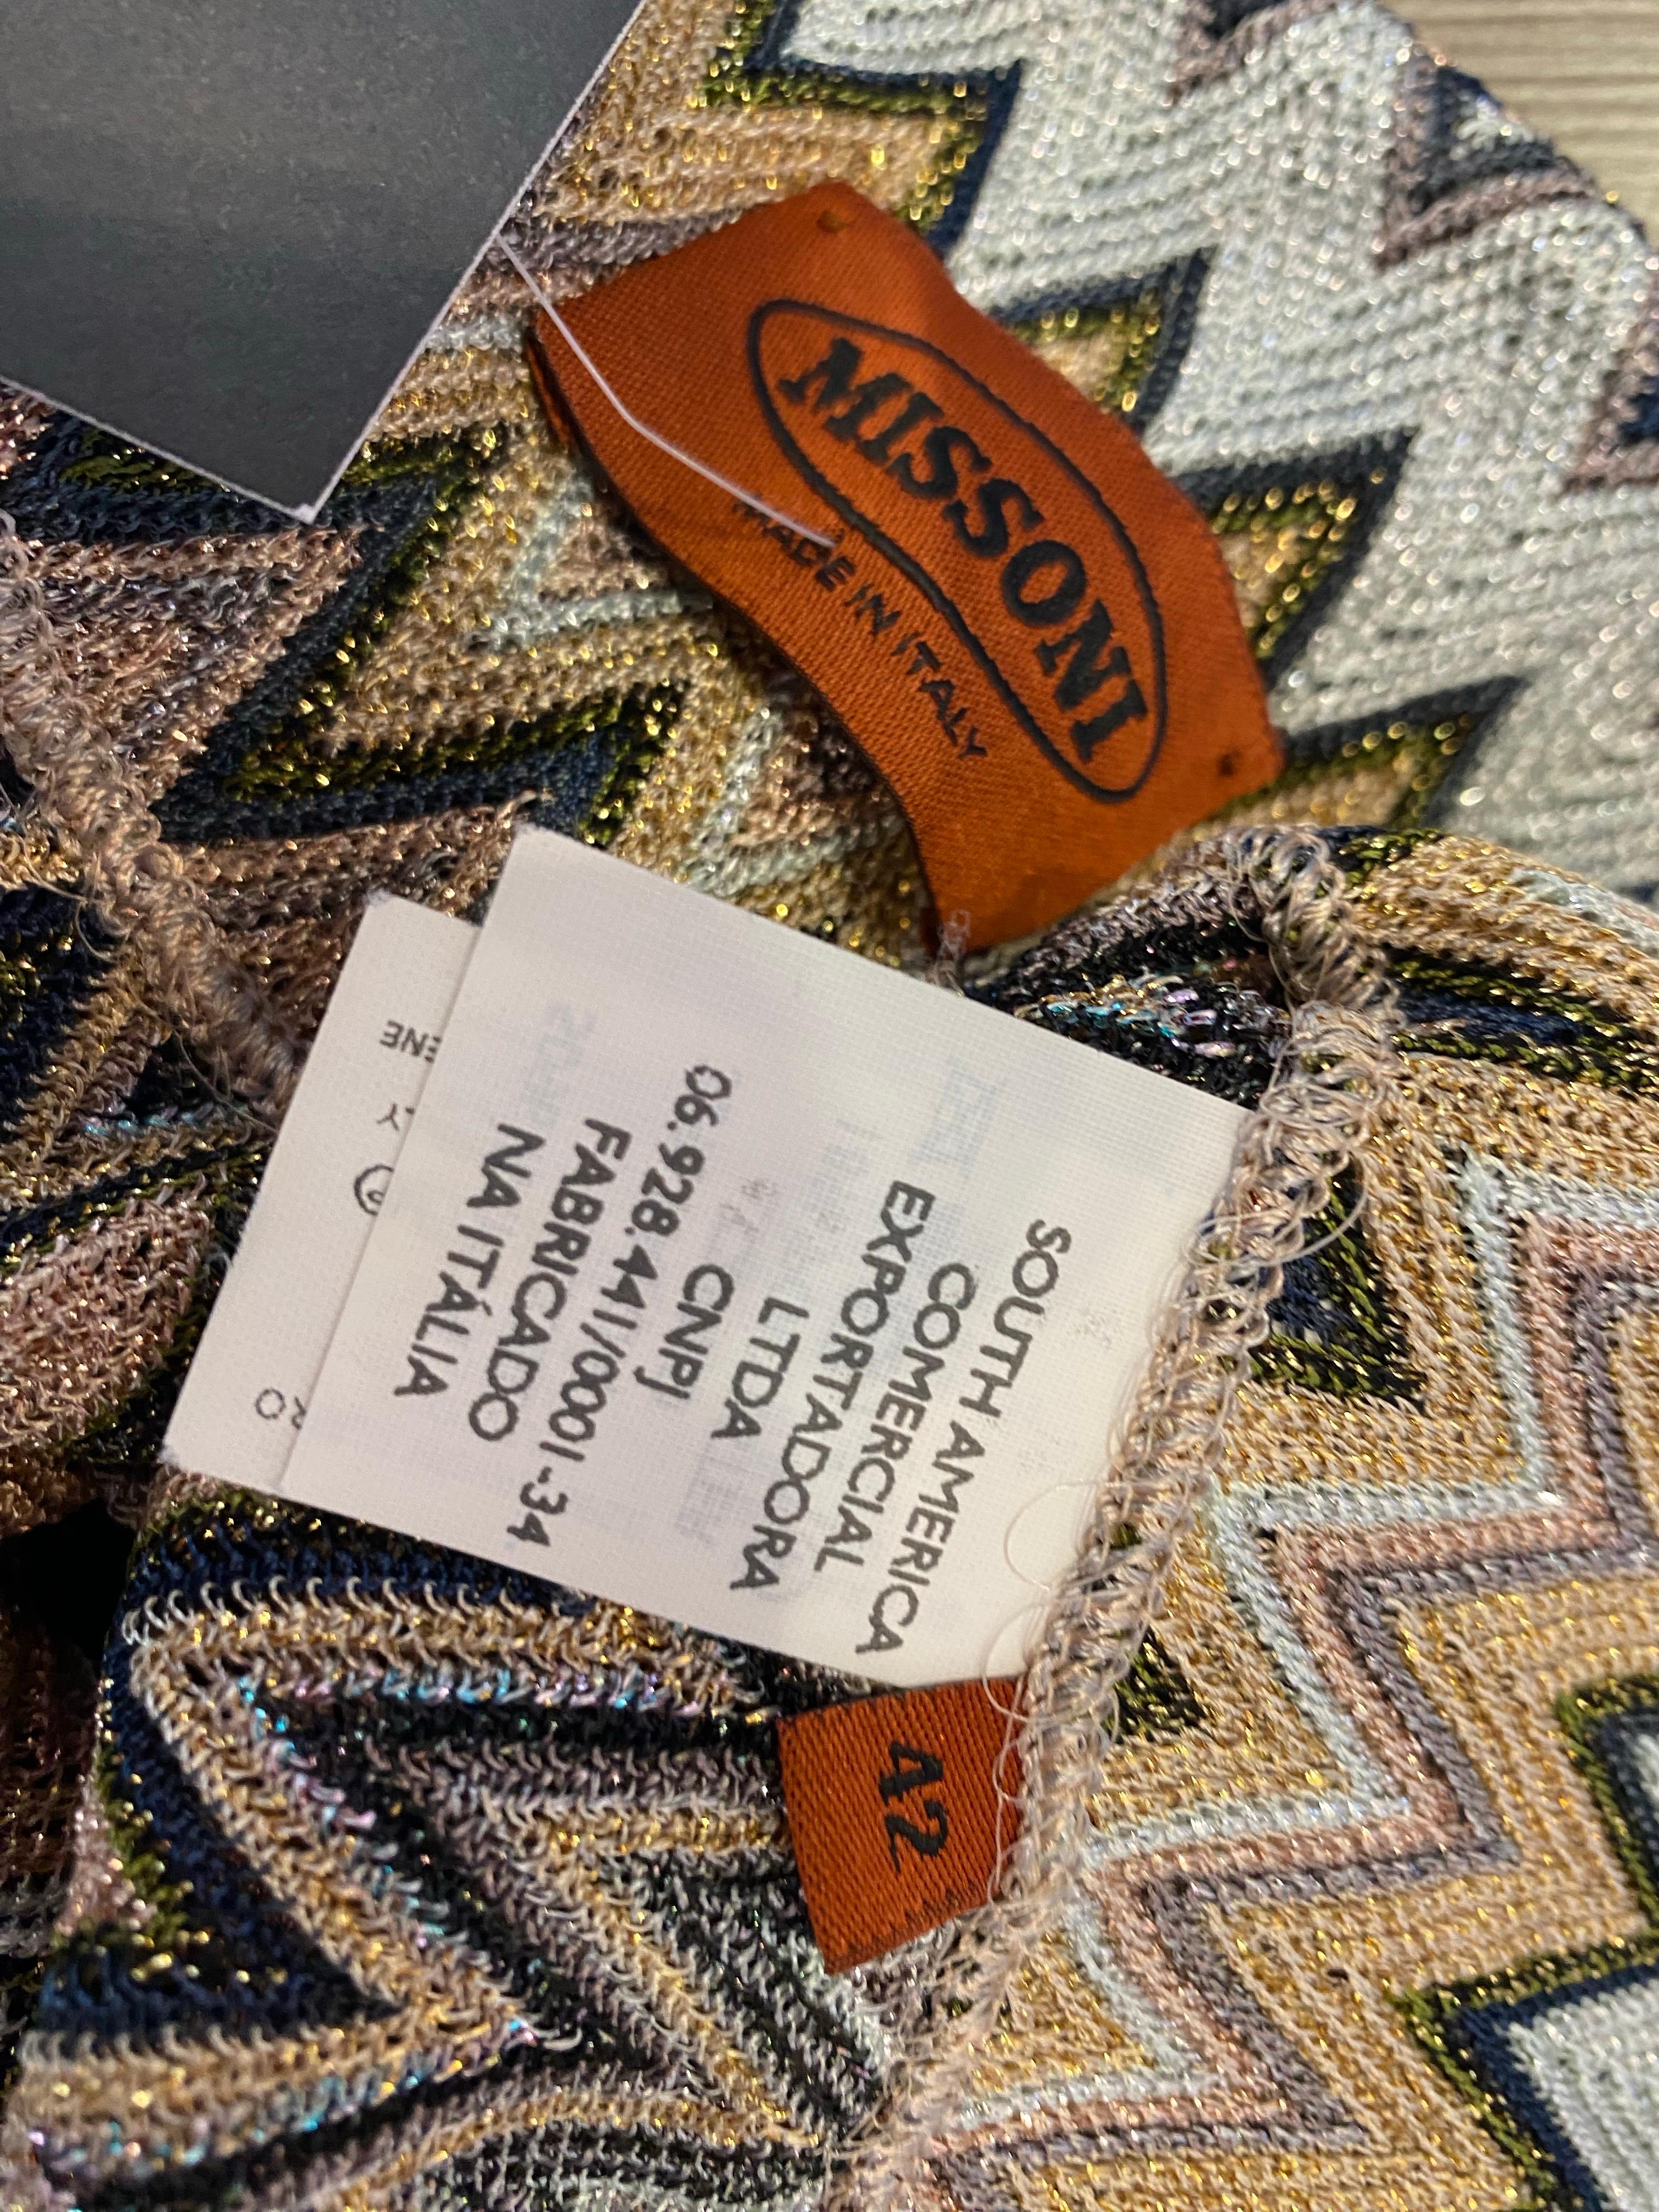 MISSONI
MADE IN ITALY
SOUTH AMERICA
COMERCIAL
EXPORTADORA
LTDA
CNPJ
06.928.441/0001-34
FABRICADO
NA ITÁLIA
42